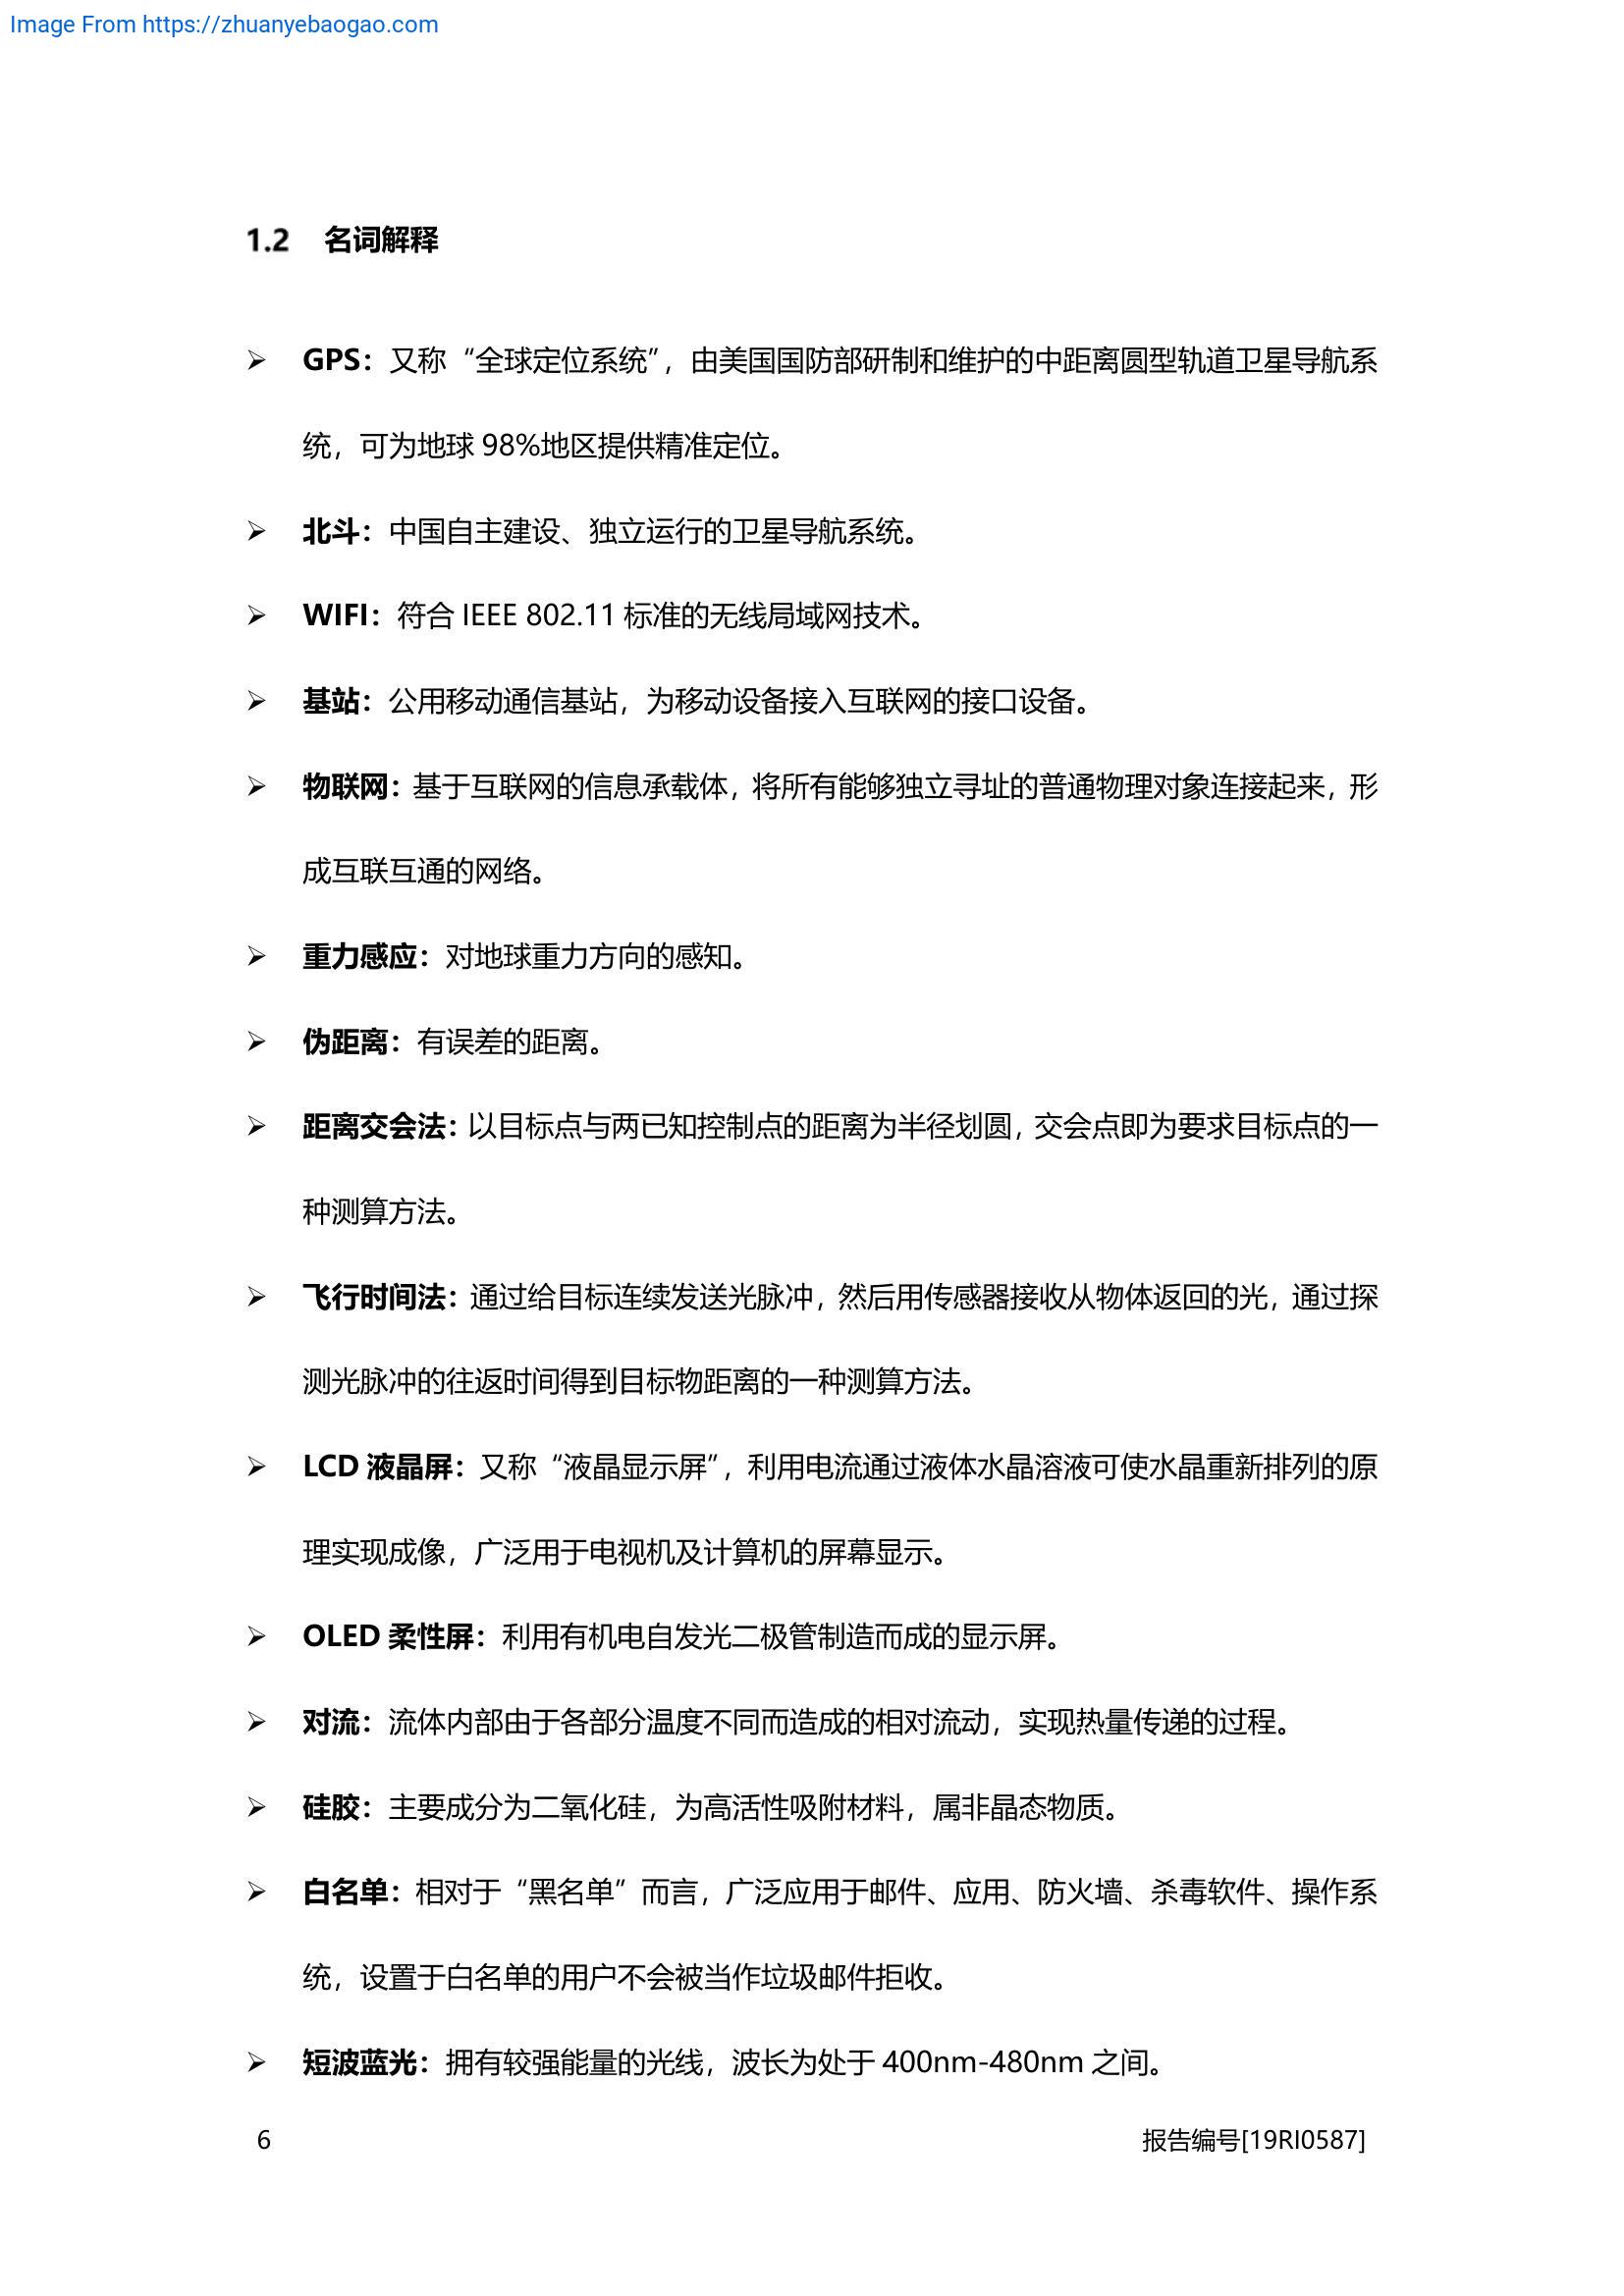 Image From https://zhuanyebaogao.com
1.2 名词解释
➢ GPS：又称“全球定位系统”，由美国国防部研制和维护的中距离圆型轨道卫星导航系
统，可为地球 98%地区提供精准定位。
➢ 北斗：中国自主建设、独立运行的卫星导航系统。
➢ WIFI：符合 IEEE 802.11 标准的无线局域网技术。
➢ 基站：公用移动通信基站，为移动设备接入互联网的接口设备。
➢ 物联网：基于互联网的信息承载体，将所有能够独立寻址的普通物理对象连接起来，形
成互联互通的网络。
➢ 重力感应：对地球重力方向的感知。
➢ 伪距离：有误差的距离。
➢ 距离交会法：以目标点与两已知控制点的距离为半径划圆，交会点即为要求目标点的一
种测算方法。
➢ 飞行时间法：通过给目标连续发送光脉冲，然后用传感器接收从物体返回的光，通过探
测光脉冲的往返时间得到目标物距离的一种测算方法。
➢ LCD 液晶屏：又称“液晶显示屏”，利用电流通过液体水晶溶液可使水晶重新排列的原
理实现成像，广泛用于电视机及计算机的屏幕显示。
➢ OLED 柔性屏：利用有机电自发光二极管制造而成的显示屏。
➢ 对流：流体内部由于各部分温度不同而造成的相对流动，实现热量传递的过程。
➢ 硅胶：主要成分为二氧化硅，为高活性吸附材料，属非晶态物质。
➢ 白名单：相对于“黑名单”而言，广泛应用于邮件、应用、防火墙、杀毒软件、操作系
统，设置于白名单的用户不会被当作垃圾邮件拒收。
➢ 短波蓝光：拥有较强能量的光线，波长为处于 400nm-480nm 之间。
6 报告编号[19RI0587]